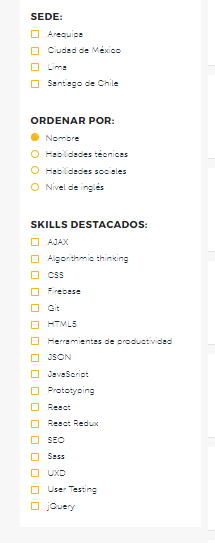 SEDE:
Arequipa
Ciudad de México
Lima
Santiago de Chile
ORDENAR POR:
Nombre
Habilidades técnicas
Habilidades sociales
Nivel de inglés
SKILLS DESTACADOS:
AJAX
Algorithmic thinking
CSS
Firebase
Git
HTML5
Herramientas de productividad
JSON
JavaScript
Prototyping
React
React Redux
SEO
Sass
UXD
User Testing
jQuery